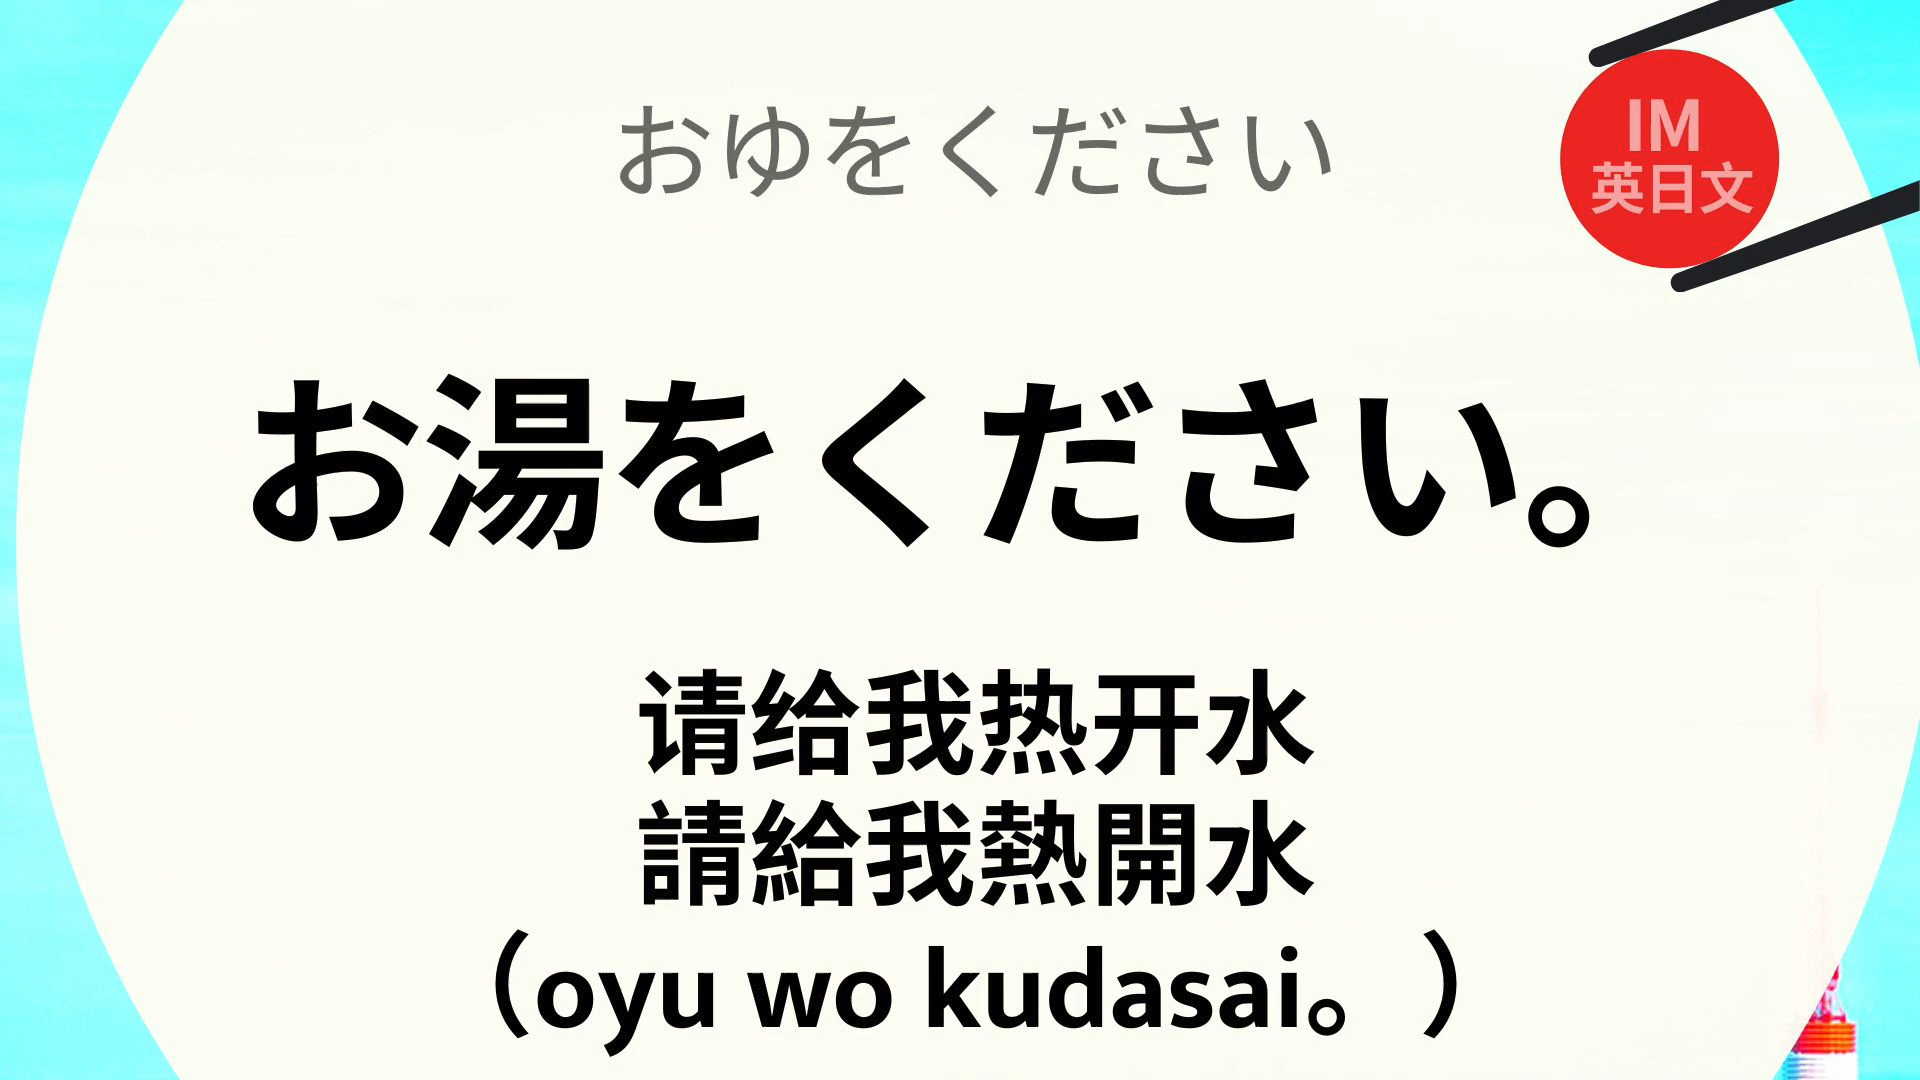 おゆをください
IM
英日文
お湯をください。
请给我热开水
請給我熱開水
（oyu wo kudasai。）